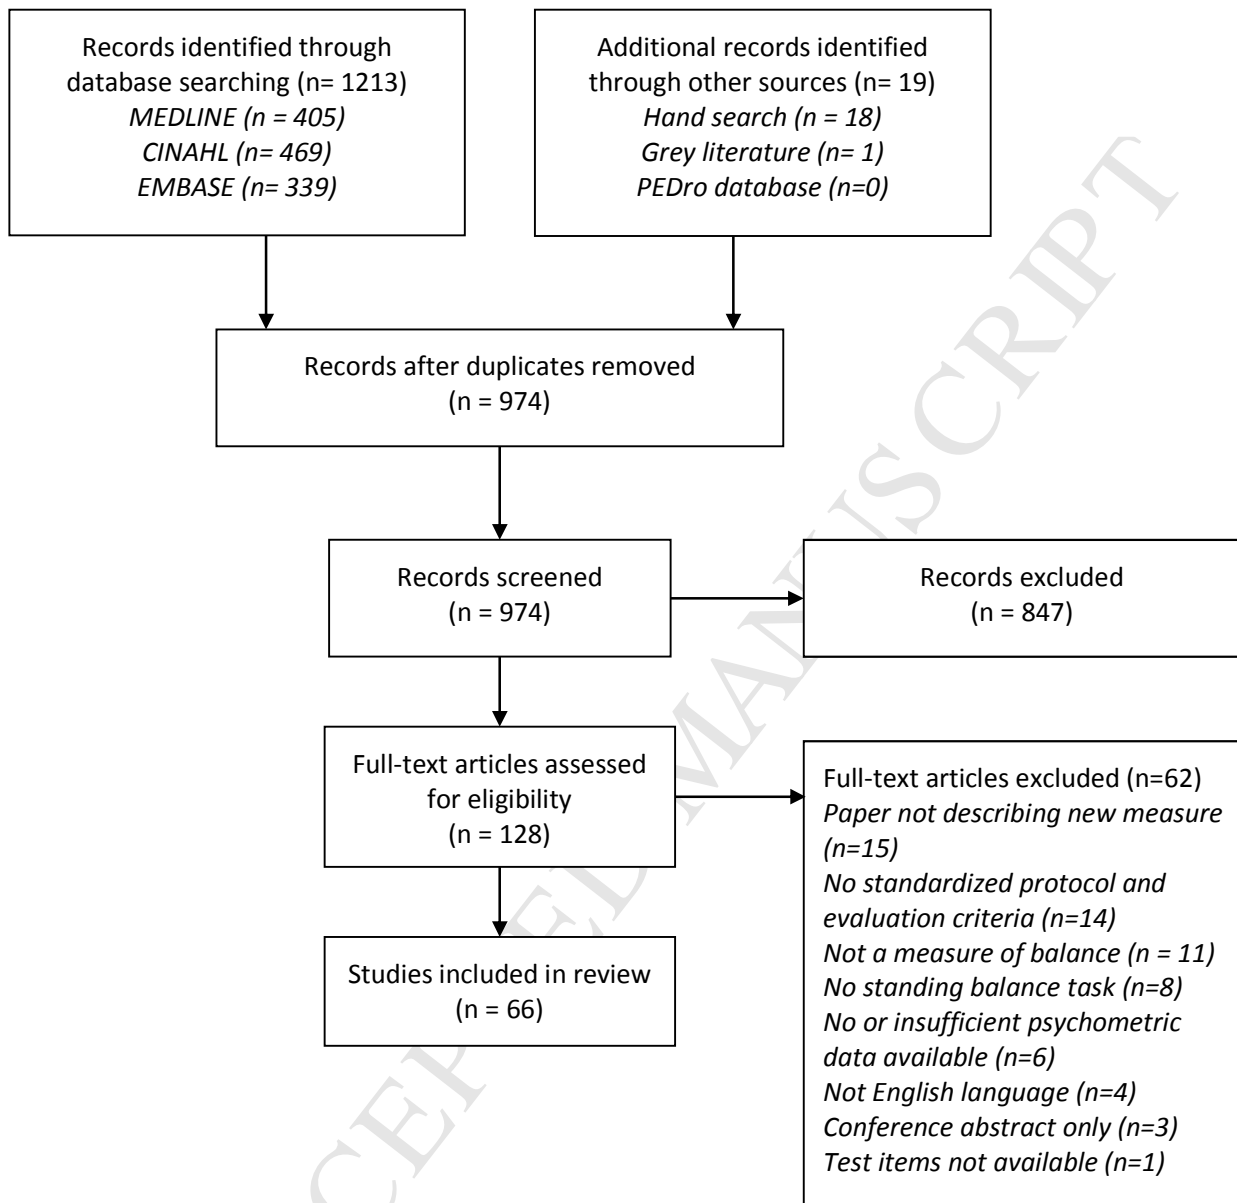 Records identified through
database searching (n= 1213)
MEDLINE (n = 405)
CINAHL (n= 469)
EMBASE (n= 339)
Additional records identified
through other sources (n= 19)
Hand search (n = 18)
Grey literature (n= 1)
PEDro database (n=0)
Records after duplicates removed
(n = 974)
Records screened
(n = 974)
Records excluded
(n = 847)
Full-text articles assessed
for eligibility
(n = 128)
Full-text articles excluded (n=62)
Paper not describing new measure
(n=15)
No standardized protocol and
evaluation criteria (n=14)
Not a measure of balance (n = 11)
No standing balance task (n=8)
No or insufficient psychometric
data available (n=6)
Not English language (n=4)
Conference abstract only (n=3)
Test items not available (n=1)
Studies included in review
(n = 66)
CEPTED MANUSCRIPT